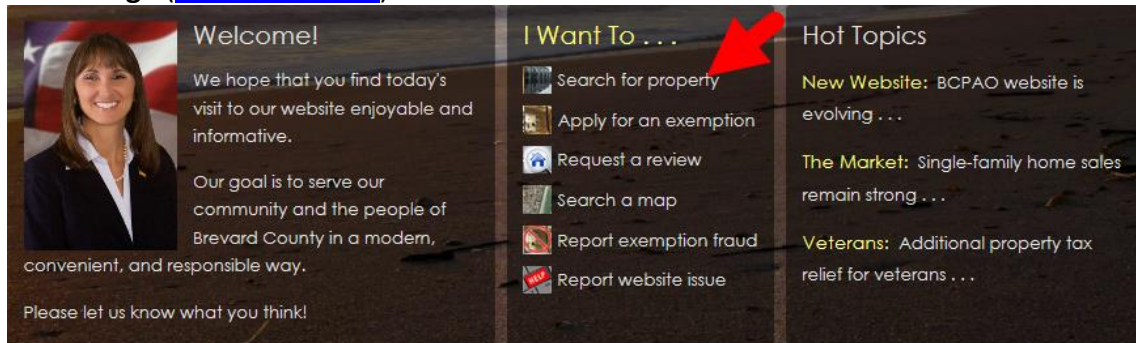 Welcome!
We hope that you find today's
visit to our website enjoyable and
informative.
Our goal is to serve our
community and the people of
Brevard County in a modern,
convenient, and responsible way.
Please let us know what you think!
I Want To . . .
Search for property
Apply for an exemption
Request a review
Search a map
Report exemption fraud
HELP Report website issue
Hot Topics
New Website: BCPAO website is
evolving . . .
The Market: Single-family home sales
remain strong . . .
Veterans: Additional property tax
relief for veterans . . .